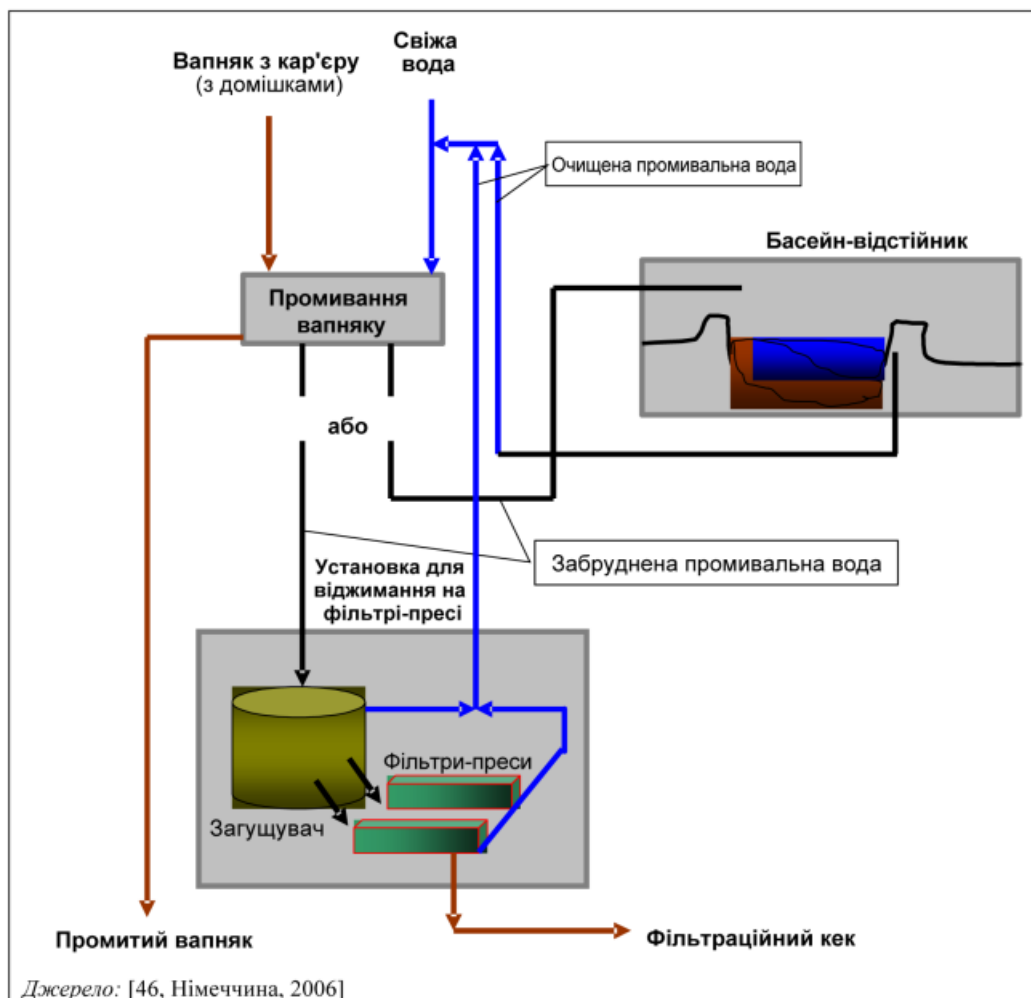 Свіжа
вода
Вапняк з кар'єру
(з домішками)
Очищена промивальна вода
Басейн-відстійник
Промивання
вапняку
або
Забруднена промивальна вода
Установка для
віджимання на
фільтрі-пресі
Фільтри-преси
Загущувач
Промитий вапняк
Фільтраційний кек
Джерело: [46, Німеччина, 2006]